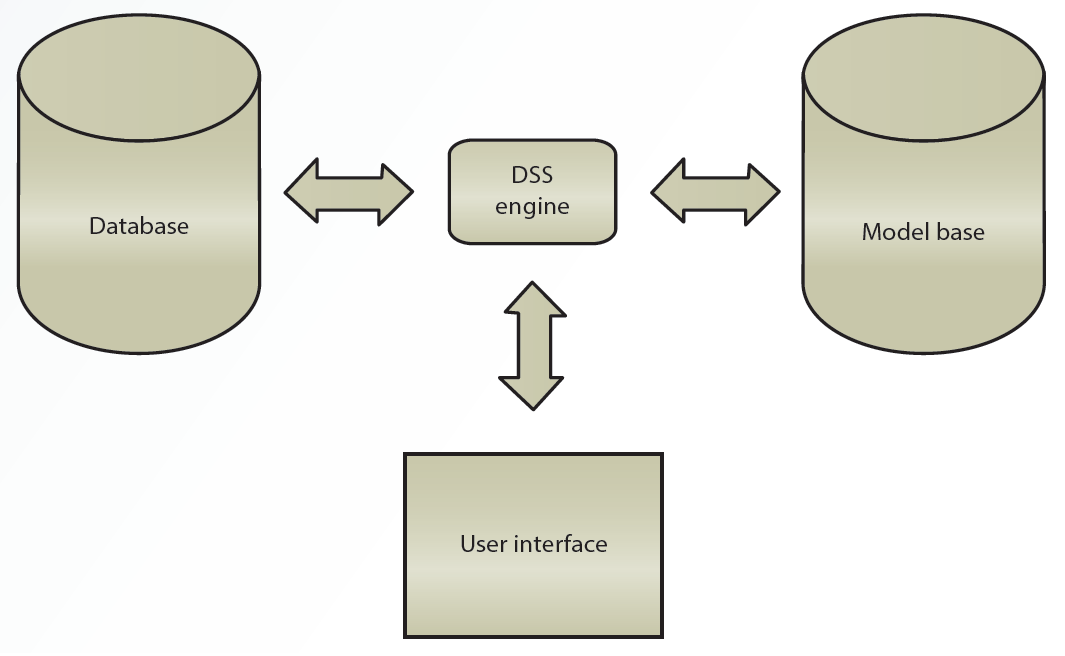 Database
DSS
engine
Model base
User interface